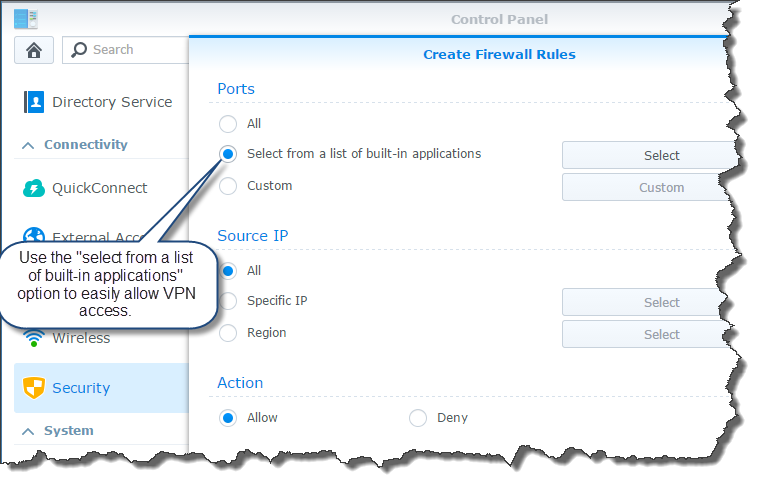 Control Panel
Search
Create Firewall Rules
Directory Service
Connectivity
QuickConnect
External Acc
Wireless
Security
System
Ports
All
Select from a list of built-in applications
Select
Custom
Custom
Source IP
All
Specific IP
Select
Region
Select
Action
Allow
Deny
Use the "select from a list
of built-in applications"
option to easily allow VPN
access.